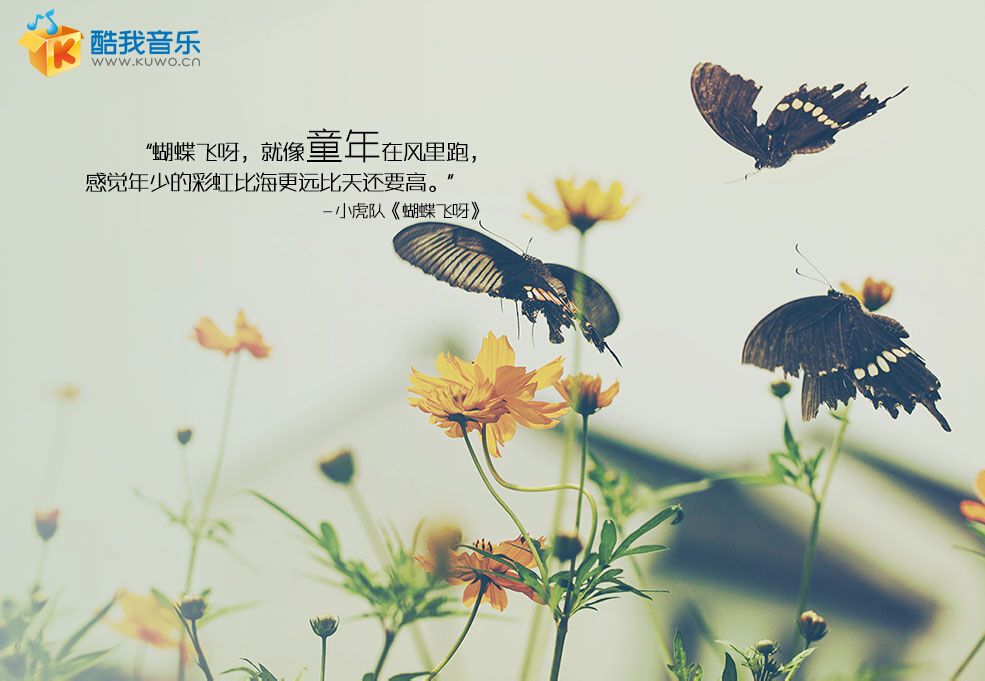 酷我音乐
WWW.KUWO.CN
“蝴蝶飞呀，就像童年在风里跑，
感觉年少的彩虹比海更远比天还要高。”
– 小虎队《蝴蝶飞呀》